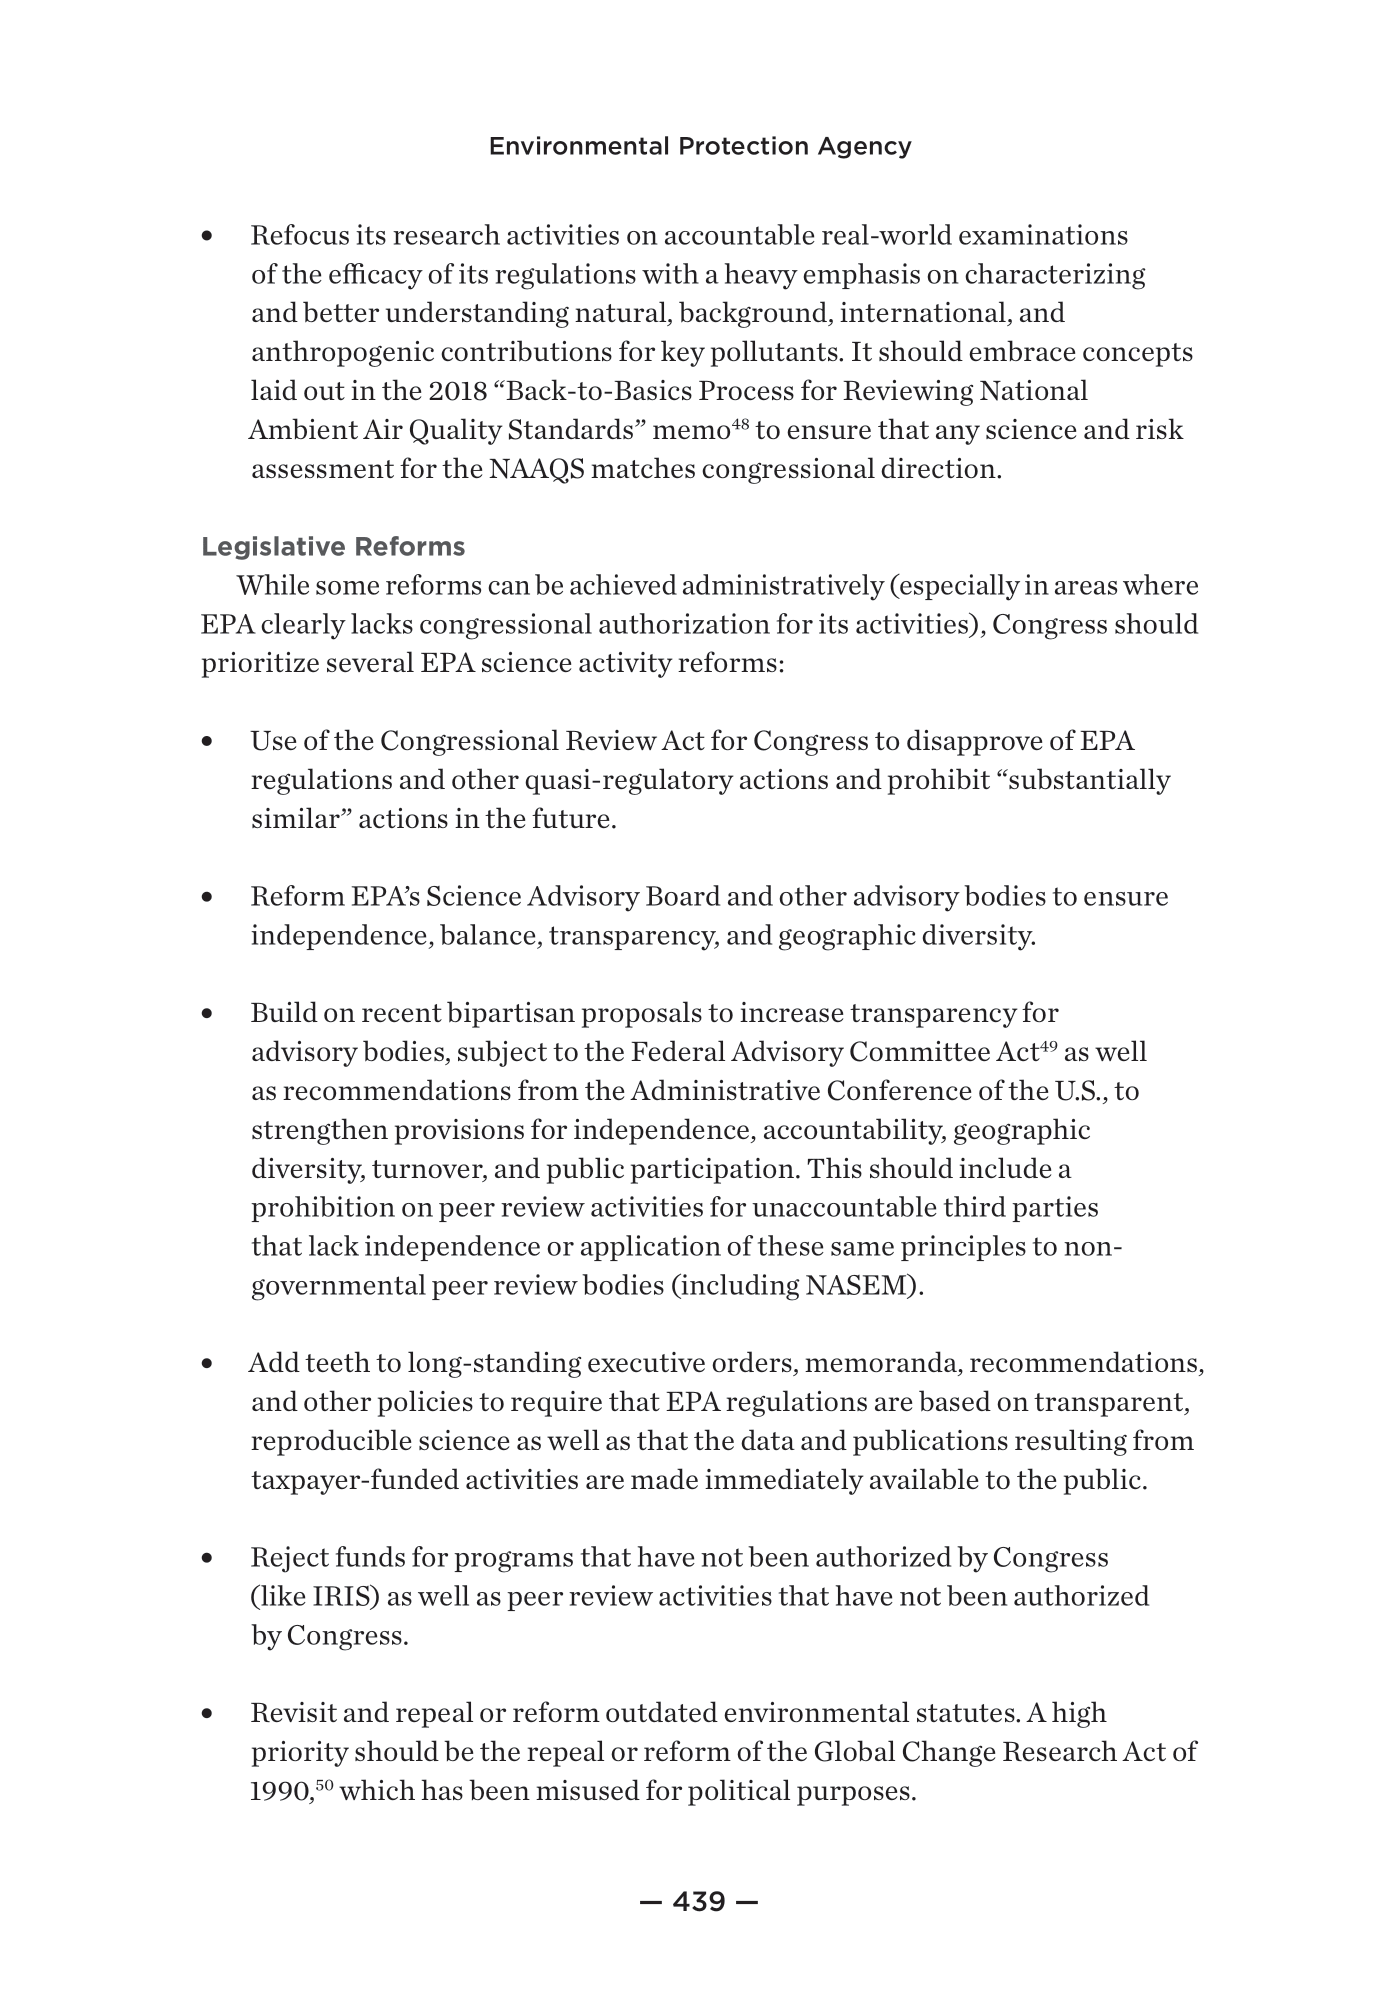 Environmental Protection Agency
• Refocus its research activities on accountable real-world examinations
of the efficacy of its regulations with a heavy emphasis on characterizing
and better understanding natural, background, international, and
anthropogenic contributions for key pollutants. It should embrace concepts
laid out in the 2018 “Back-to-Basics Process for Reviewing National
Ambient Air Quality Standards” memo⁴⁸ to ensure that any science and risk
assessment for the NAAQS matches congressional direction.
Legislative Reforms
While some reforms can be achieved administratively (especially in areas where
EPA clearly lacks congressional authorization for its activities), Congress should
prioritize several EPA science activity reforms:
• Use of the Congressional Review Act for Congress to disapprove of EPA
regulations and other quasi-regulatory actions and prohibit “substantially
similar” actions in the future.
• Reform EPA’s Science Advisory Board and other advisory bodies to ensure
independence, balance, transparency, and geographic diversity.
• Build on recent bipartisan proposals to increase transparency for
advisory bodies, subject to the Federal Advisory Committee Act⁴⁹ as well
as recommendations from the Administrative Conference of the U.S., to
strengthen provisions for independence, accountability, geographic
diversity, turnover, and public participation. This should include a
prohibition on peer review activities for unaccountable third parties
that lack independence or application of these same principles to non-
governmental peer review bodies (including NASEM).
• Add teeth to long-standing executive orders, memoranda, recommendations,
and other policies to require that EPA regulations are based on transparent,
reproducible science as well as that the data and publications resulting from
taxpayer-funded activities are made immediately available to the public.
• Reject funds for programs that have not been authorized by Congress
(like IRIS) as well as peer review activities that have not been authorized
by Congress.
• Revisit and repeal or reform outdated environmental statutes. A high
priority should be the repeal or reform of the Global Change Research Act of
1990,⁵⁰ which has been misused for political purposes.
— 439 —